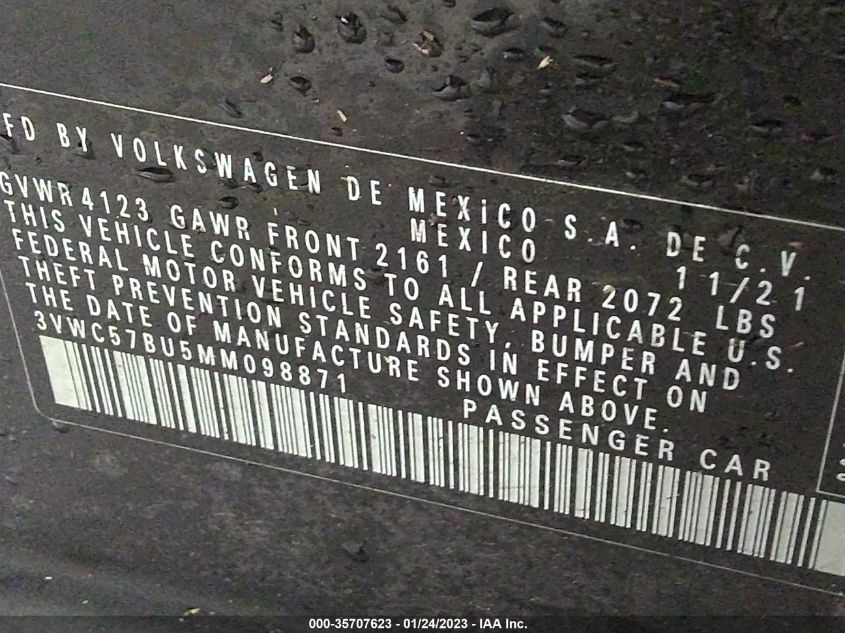 FD BY VOLKSWAGEN DE MEXiCO S.A. DE C.V.
MEXICO 11/21
GVWR 4123 GAWR FRONT 2161 / REAR 2072 LBS
THIS VEHICLE CONFORMS TO ALL APPLICABLE U.S.
FEDERAL MOTOR VEHICLE SAFETY, BUMPER AND
THEFT PREVENTION STANDARDS IN EFFECT ON
THE DATE OF MANUFACTURE SHOWN ABOVE.
3VWC57BU5MM098871 PASSENGER CAR
000-35707623 / 01/24/2023 - IAA Inc.